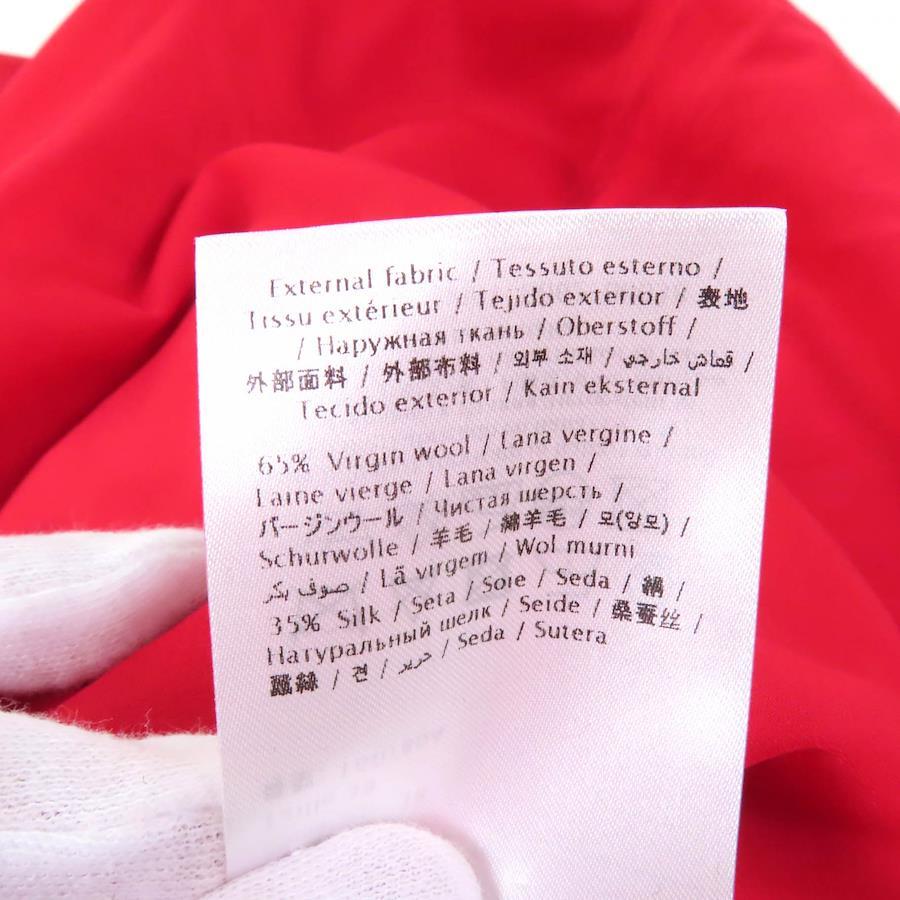 External fabric / Tessuto esterno /
Tissu extérieur / Tejido exterior / 表地
/ Наружная ткань / Oberstoff /
外部面料 / 外部布料 / 외부 소재 / قماش خارجي /
Tecido exterior / Kain eksternal
65% Virgin wool / Lana vergine /
Laine vierge / Lana virgen /
バージンウール / Чистая шерсть /
Schurwolle / 羊毛 / 綿羊毛 / 모(양모) /
صوف بكر / Lã virgem / Wol murni
35% Silk / Seta / Soie / Seda / 絹 /
Натуральный шелк / Seide / 桑蚕丝 /
蠶絲 / 견 / حرير / Seda / Sutera